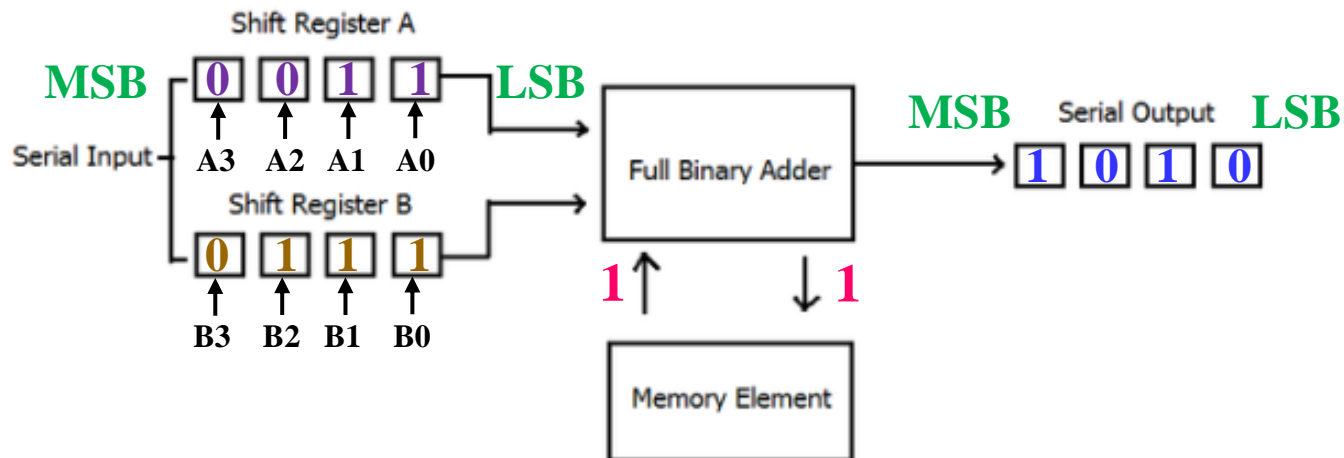 Shift Register A
MSB 0 0 1 1 LSB
A3 A2 A1 A0
Serial Input
Shift Register B
0 1 1 1
B3 B2 B1 B0
Full Binary Adder
1 1
Memory Element
MSB Serial Output LSB
1 0 1 0